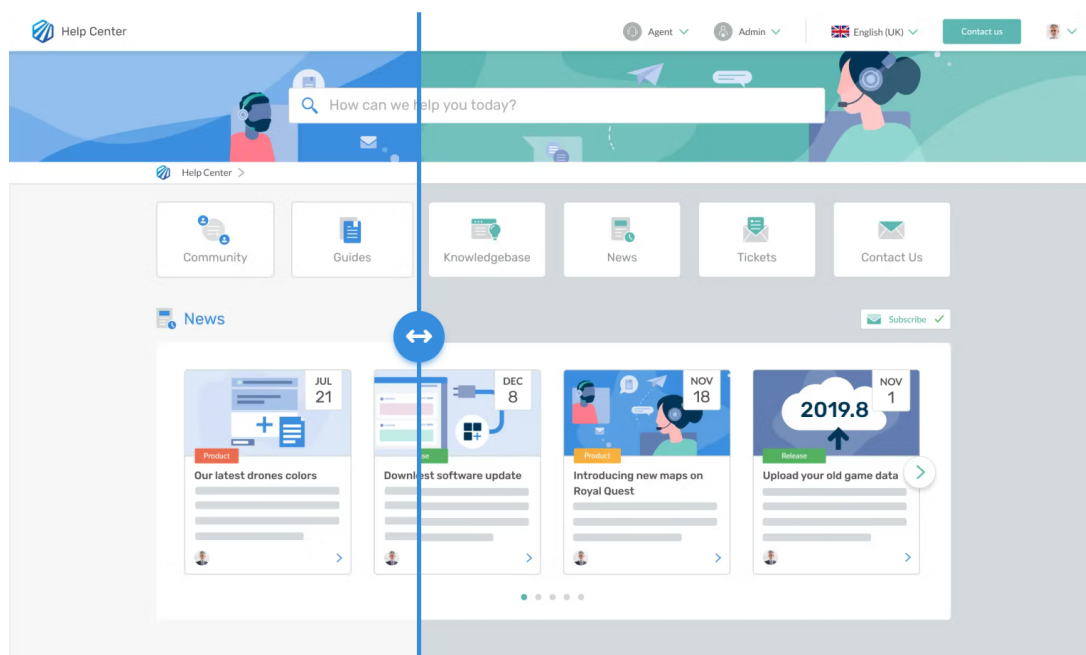 Help Center
Agent
Admin
English (UK)
Contact us
How can we help you today?
Help Center >
Community
Guides
Knowledgebase
News
Tickets
Contact Us
News
Subscribe
JUL
21
Product
Our latest drones colors
DEC
8
se
Downl est software update
NOV
18
Product
Introducing new maps on
Royal Quest
2019.8
NOV
1
Release
Upload your old game data